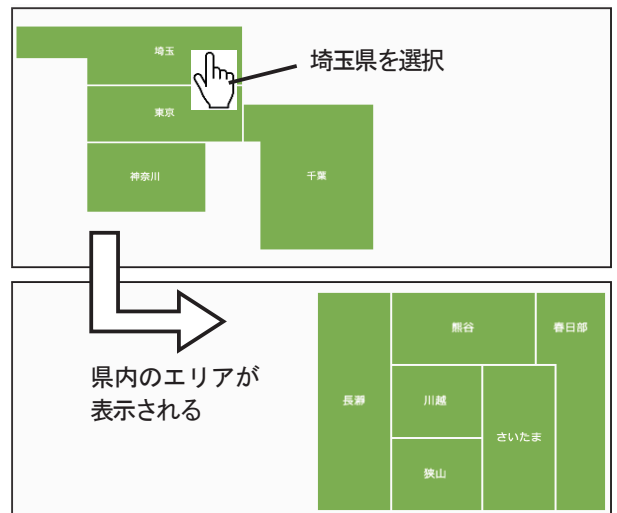 埼玉
埼玉県を選択
東京
神奈川
千葉
県内のエリアが
表示される
熊谷
春日部
長瀞
川越
さいたま
狭山